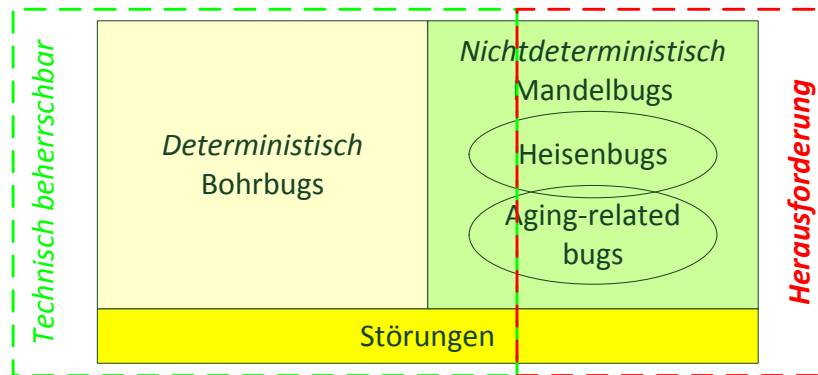 Technisch beherrschbar
Deterministisch
Bohrbugs
Nichtdeterministisch
Mandelbugs
Heisenbugs
Aging-related
bugs
Störungen
Herausforderung